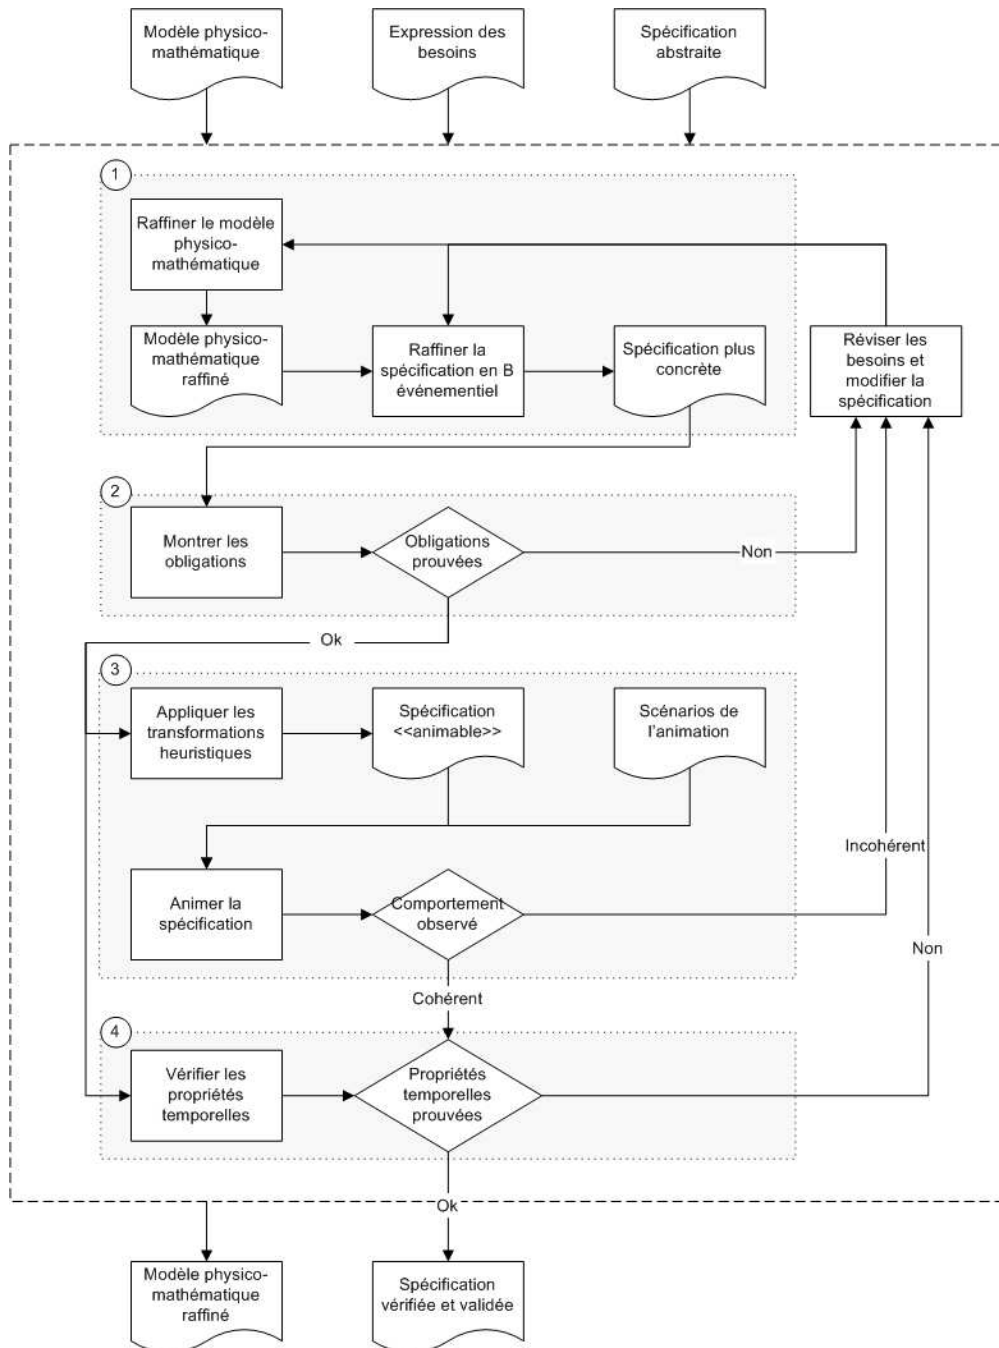 Modèle physico-
mathématique
Expression des
besoins
Spécification
abstraite
1
Raffiner le modèle
physico-
mathématique
Modèle physico-
mathématique
raffiné
Raffiner la
spécification en B
événementiel
Spécification plus
concrète
Réviser les
besoins et
modifier la
spécification
2
Montrer les
obligations
Obligations
prouvées
Non
Ok
3
Appliquer les
transformations
heuristiques
Spécification
<<animable>>
Scénarios de
l'animation
Incohérent
Animer la
spécification
Comportement
observé
Non
Cohérent
4
Vérifier les
propriétés
temporelles
Propriétés
temporelles
prouvées
Ok
Modèle physico-
mathématique
raffiné
Spécification
vérifiée et validée